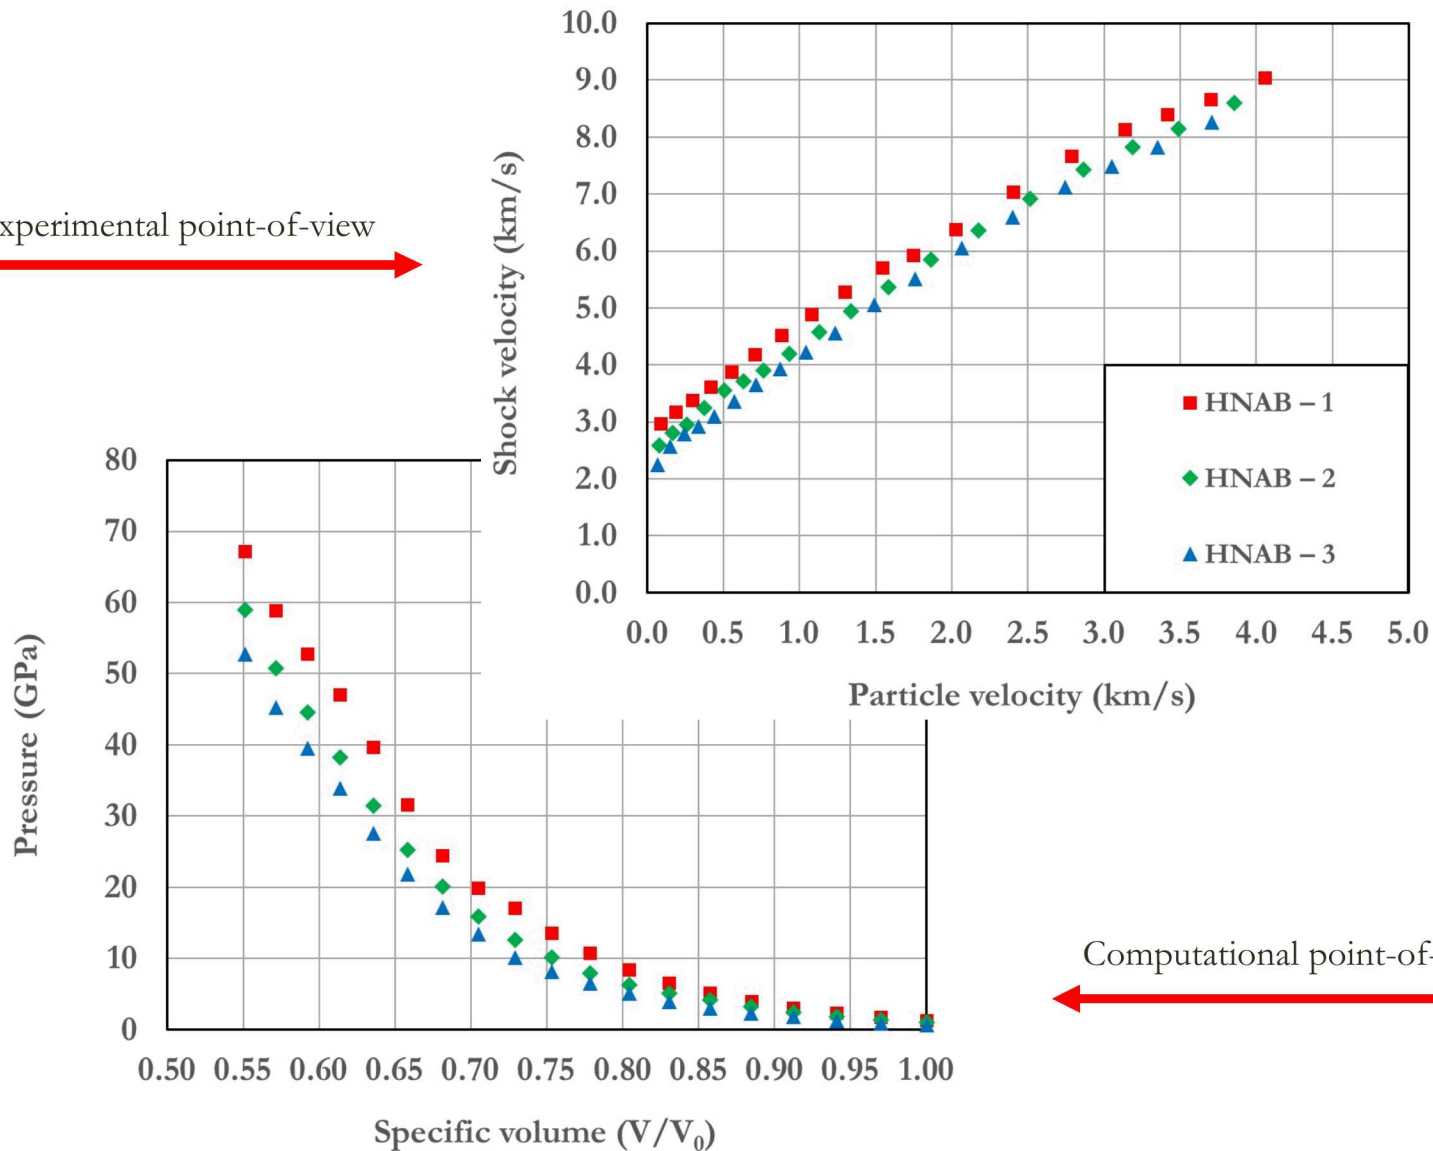 10.0
9.0
8.0
7.0
6.0
5.0
4.0
3.0
2.0
1.0
0.0
Shock velocity (km/s)
0.0 0.5 1.0 1.5 2.0 2.5 3.0 3.5 4.0 4.5 5.0
Particle velocity (km/s)
HNAB – 1
HNAB – 2
HNAB – 3
xperimental point-of-view
80
70
60
50
40
30
20
10
0
Pressure (GPa)
0.50 0.55 0.60 0.65 0.70 0.75 0.80 0.85 0.90 0.95 1.00
Specific volume (V/V₀)
Computational point-of-